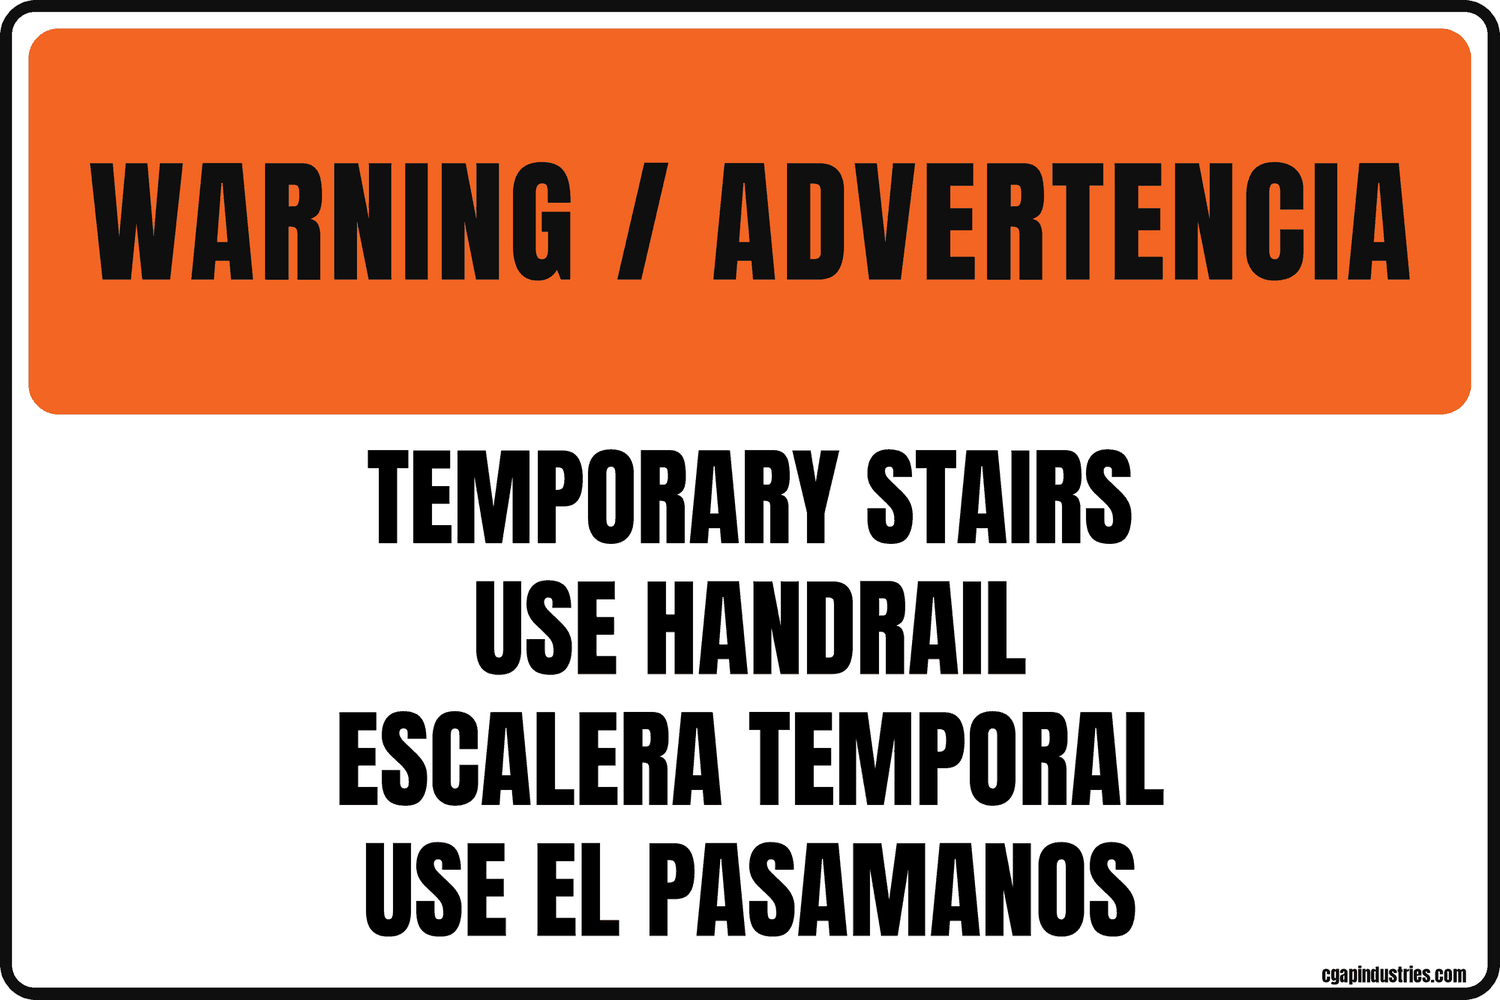 WARNING / ADVERTENCIA
TEMPORARY STAIRS
USE HANDRAIL
ESCALERA TEMPORAL
USE EL PASAMANOS
cgapindustries.com